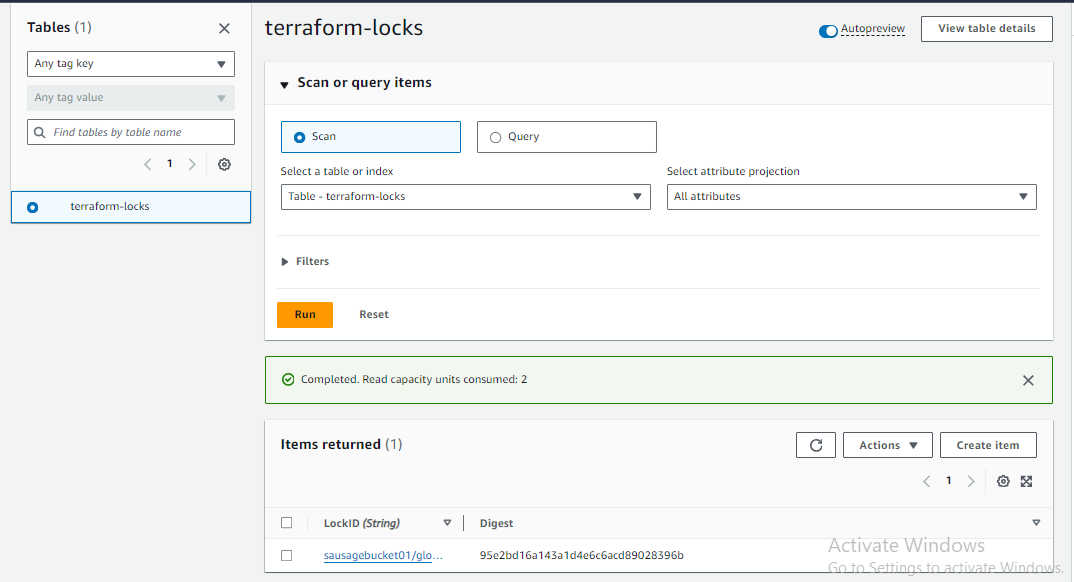 Tables (1)
Any tag key
Any tag value
Find tables by table name
1
terraform-locks
terraform-locks
Autopreview
View table details
Scan or query items
Scan
Query
Select a table or index
Select attribute projection
Table - terraform-locks
All attributes
Filters
Run
Reset
Completed. Read capacity units consumed: 2
Items returned (1)
Actions
Create item
1
LockID (String)
Digest
sausagebucket01/glo...
95e2bd16a143a1d4e6c6acd89028396b
Activate Windows
Go to Settings to activate Windows.